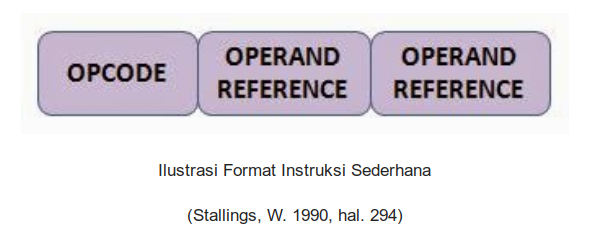 OPCODE
OPERAND
REFERENCE
OPERAND
REFERENCE
Ilustrasi Format Instruksi Sederhana
(Stallings, W. 1990, hal. 294)